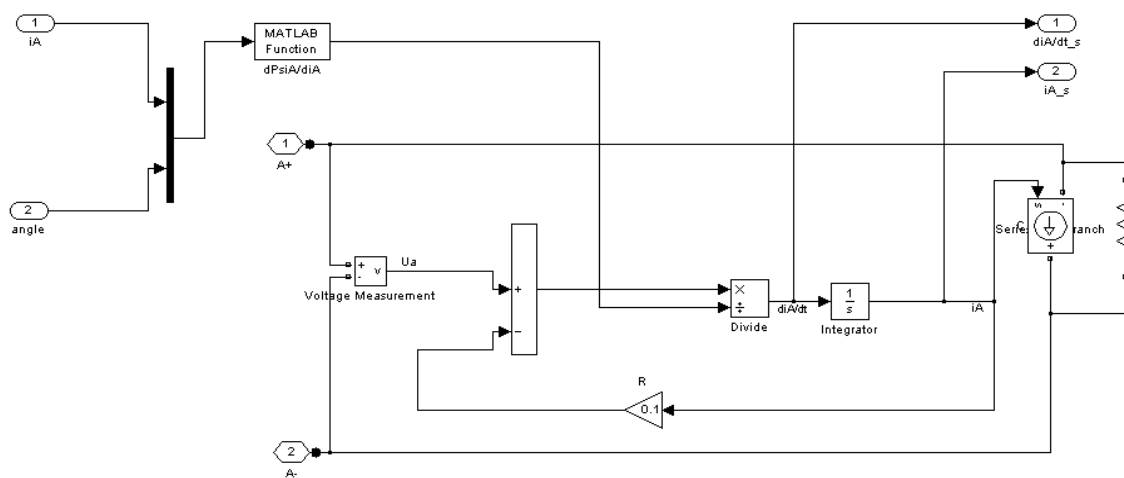 1
iA
MATLAB
Function
dPsiA/diA
1
diA/dt_s
2
iA_s
1
A+
2
angle
s
-
+
+
-
v
Voltage Measurement
Ua
+
−
×
÷
Divide
diA/dt
1
s
Integrator
iA
R
0.1
2
A-